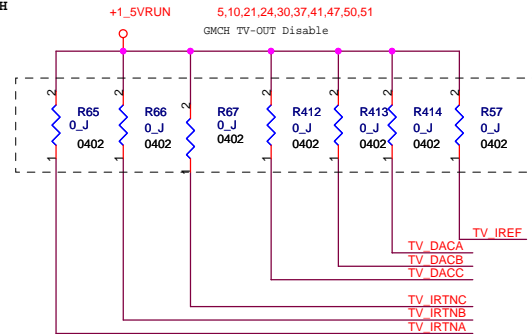 H
+1_5VRUN 5,10,21,24,30,37,41,47,50,51
GMCH TV-OUT Disable
2 2 2 2 2 2 2
R65 R66 R67 R412 R413 R414 R57
0_J 0_J 0_J 0_J 0_J 0_J 0_J
0402 0402 0402 0402 0402 0402 0402
1 1 1 1 1 1 1
TV_IREF
TV_DACA
TV_DACB
TV_DACC
TV_IRTNC
TV_IRTNB
TV_IRTNA